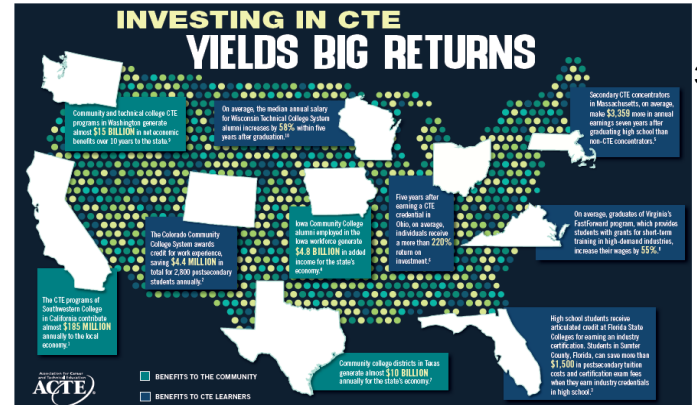 INVESTING IN CTE
YIELDS BIG RETURNS
Community and technical college CTE
programs in Washington generate
almost $15 BILLION in net economic
benefits over 10 years to the state.
On average, the median annual salary
for Wisconsin Technical College System
alumni increases by 58% within five
years after graduation.
Secondary CTE concentrators
in Massachusetts, on average,
make $3,359 more in annual
earnings seven years after
graduating high school than
non-CTE concentrators.
The Colorado Community
College System awards
credit for work experience,
saving $4.4 MILLION in
total for 2,800 postsecondary
students annually.
Iowa Community College
alumni employed in the
Iowa workforce generate
$4.8 BILLION in added
income for the state's
economy.
Five years after
earning a CTE
credential in
Ohio, on average,
individuals receive
a more than 220%
return on
investment.
On average, graduates of Virginia's
FastForward program, which provides
students with grants for short-term
training in high-demand industries,
increase their wages by 55%.
The CTE programs of
Southwestern College
in California contribute
almost $185 MILLION
annually to the local
economy.
Community college districts in Texas
generate almost $10 BILLION
annually for the state's economy.
High school students receive
articulated credit at Florida State
Colleges for earning an industry
certification. Students in Sumter
County, Florida, can save more than
$1,500 in postsecondary tuition
costs and certification exam fees
when they earn industry credentials
in high school.
Association for Career
and Technical Education
ACTE
BENEFITS TO THE COMMUNITY
BENEFITS TO CTE LEARNERS